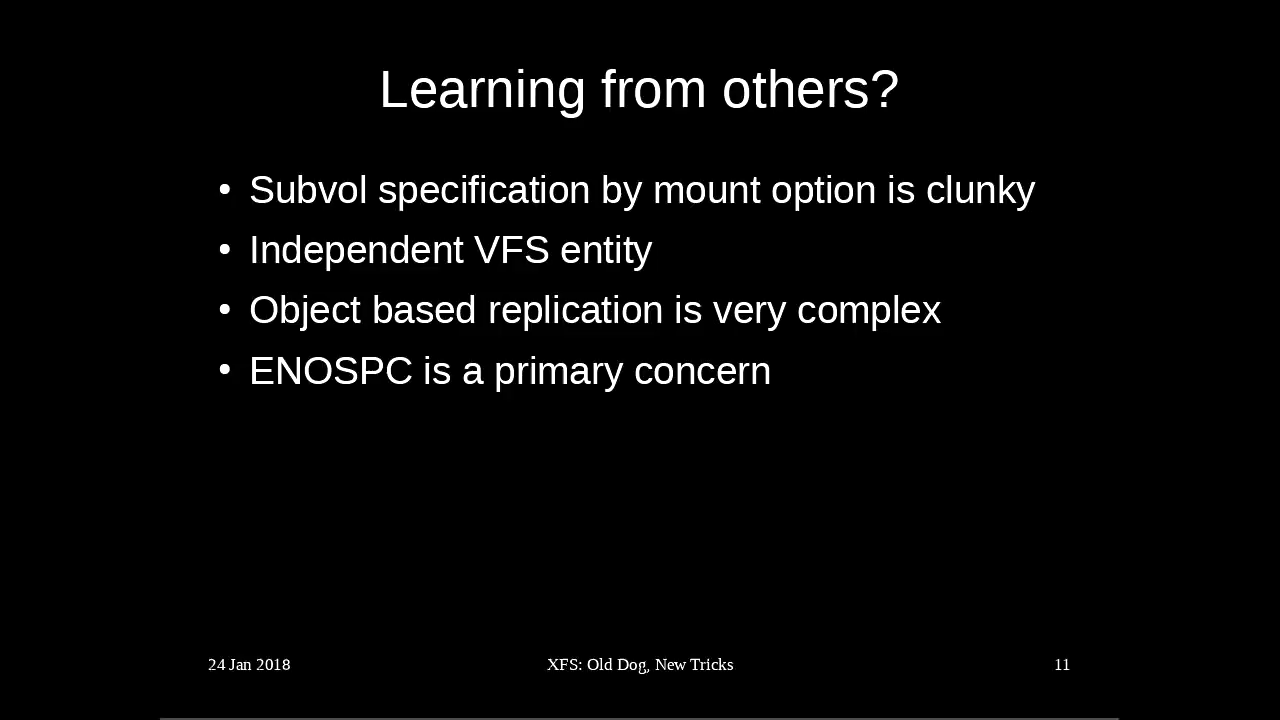 Learning from others?
• Subvol specification by mount option is clunky
• Independent VFS entity
• Object based replication is very complex
• ENOSPC is a primary concern
24 Jan 2018
XFS: Old Dog, New Tricks
11